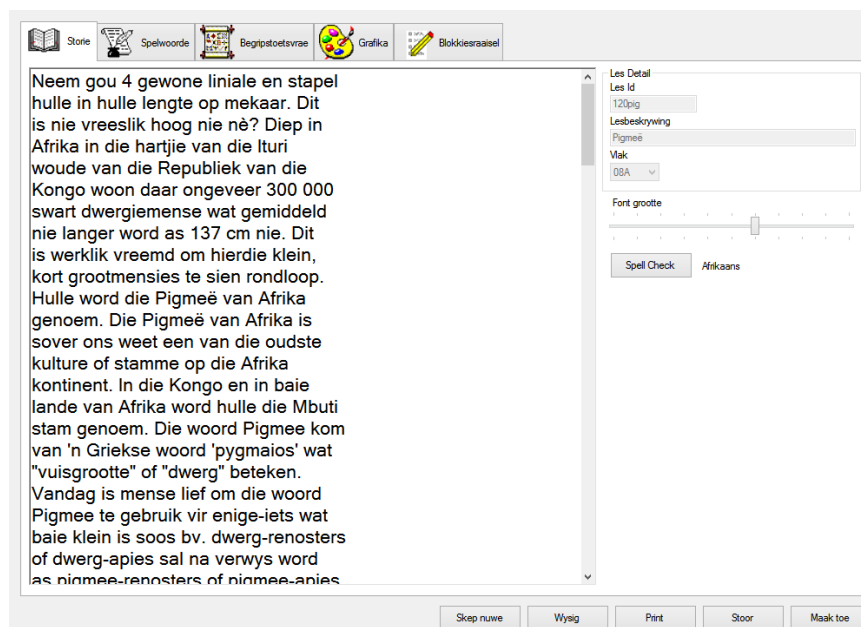 Storie
Spelwoorde
Begripstoetsvrae
Grafika
Blokkiesraaisel
Neem gou 4 gewone liniale en stapel
hulle in hulle lengte op mekaar. Dit
is nie vreeslik hoog nie nè? Diep in
Afrika in die hartjie van die Ituri
woude van die Republiek van die
Kongo woon daar ongeveer 300 000
swart dwergiemense wat gemiddeld
nie langer word as 137 cm nie. Dit
is werklik vreemd om hierdie klein,
kort grootmensies te sien rondloop.
Hulle word die Pigmeë van Afrika
genoem. Die Pigmeë van Afrika is
sover ons weet een van die oudste
kulture of stamme op die Afrika
kontinent. In die Kongo en in baie
lande van Afrika word hulle die Mbuti
stam genoem. Die woord Pigmee kom
van 'n Griekse woord 'pygmaios' wat
"vuisgrootte" of "dwerg" beteken.
Vandag is mense lief om die woord
Pigmee te gebruik vir enige-iets wat
baie klein is soos bv. dwerg-renosters
of dwerg-apies sal na verwys word
as pigmee-renosters of pigmee-apies
Les Detail
Les Id
120pig
Lesbeskrywing
Pigmeë
Vlak
08A
Font grootte
Spell Check Afrikaans
Skep nuwe
Wysig
Print
Stoor
Maak toe